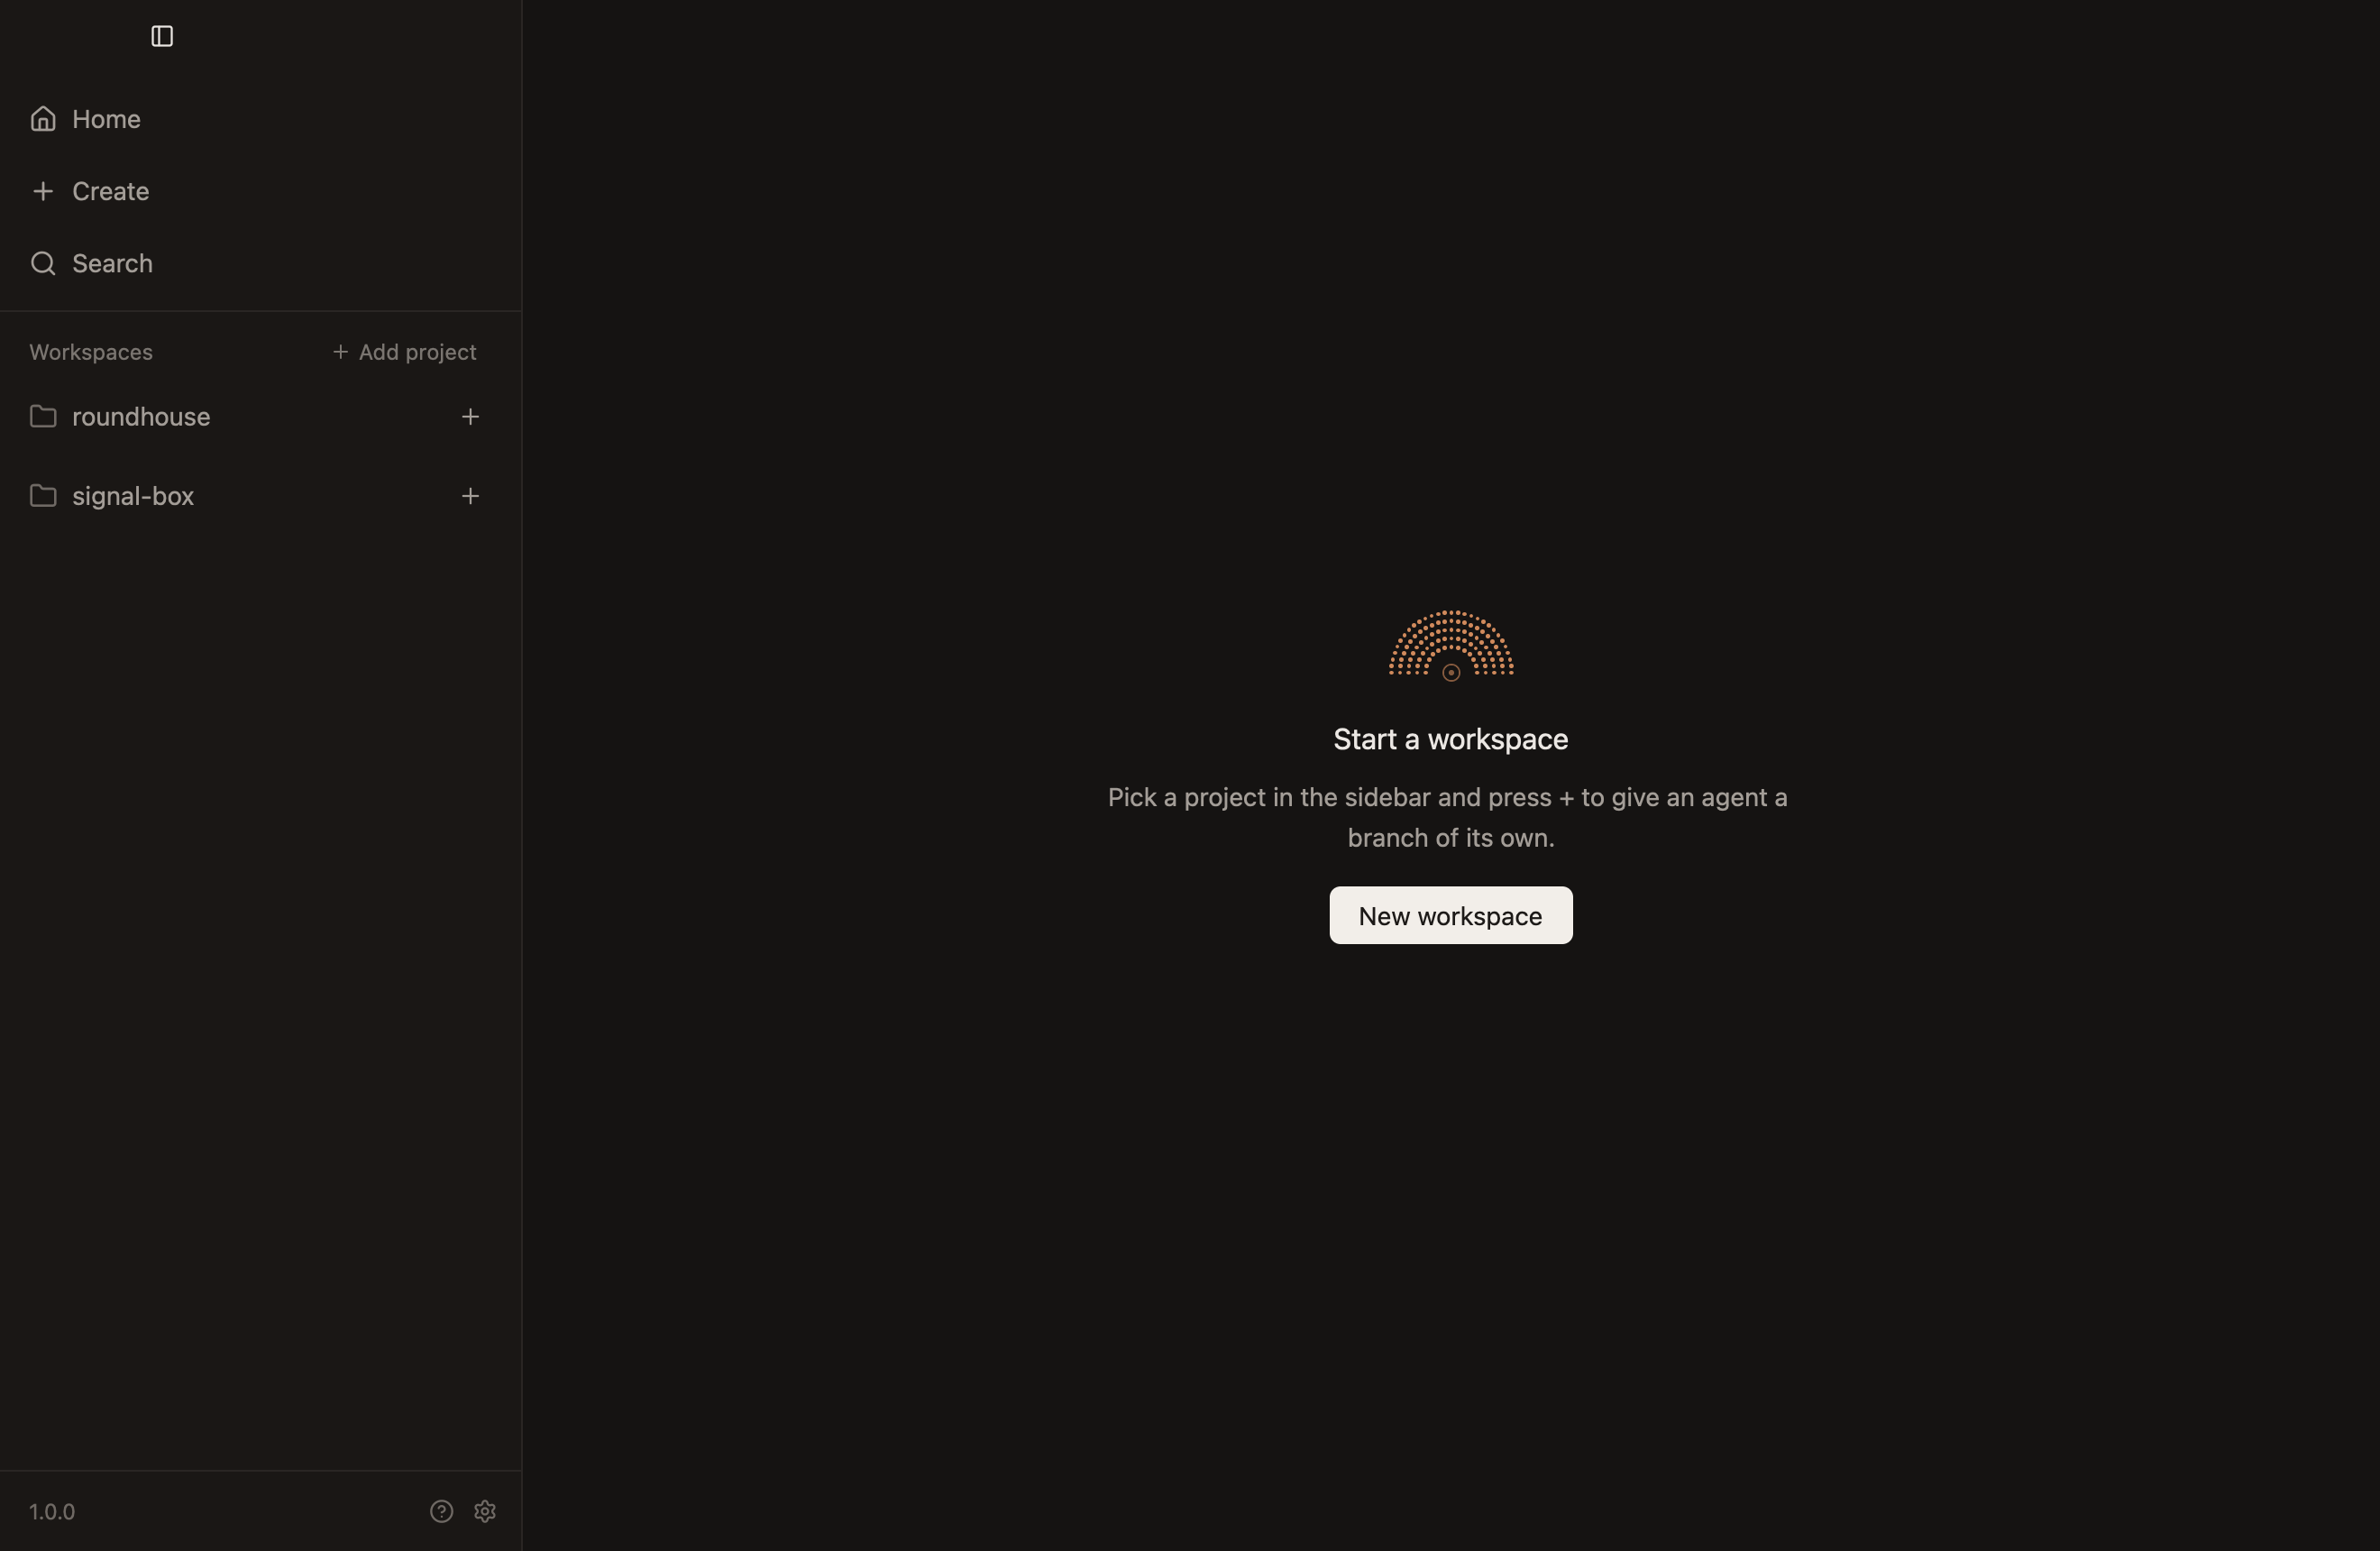 Home
Create
Search
Workspaces
+ Add project
roundhouse
signal-box
Start a workspace
Pick a project in the sidebar and press + to give an agent a
branch of its own.
New workspace
1.0.0